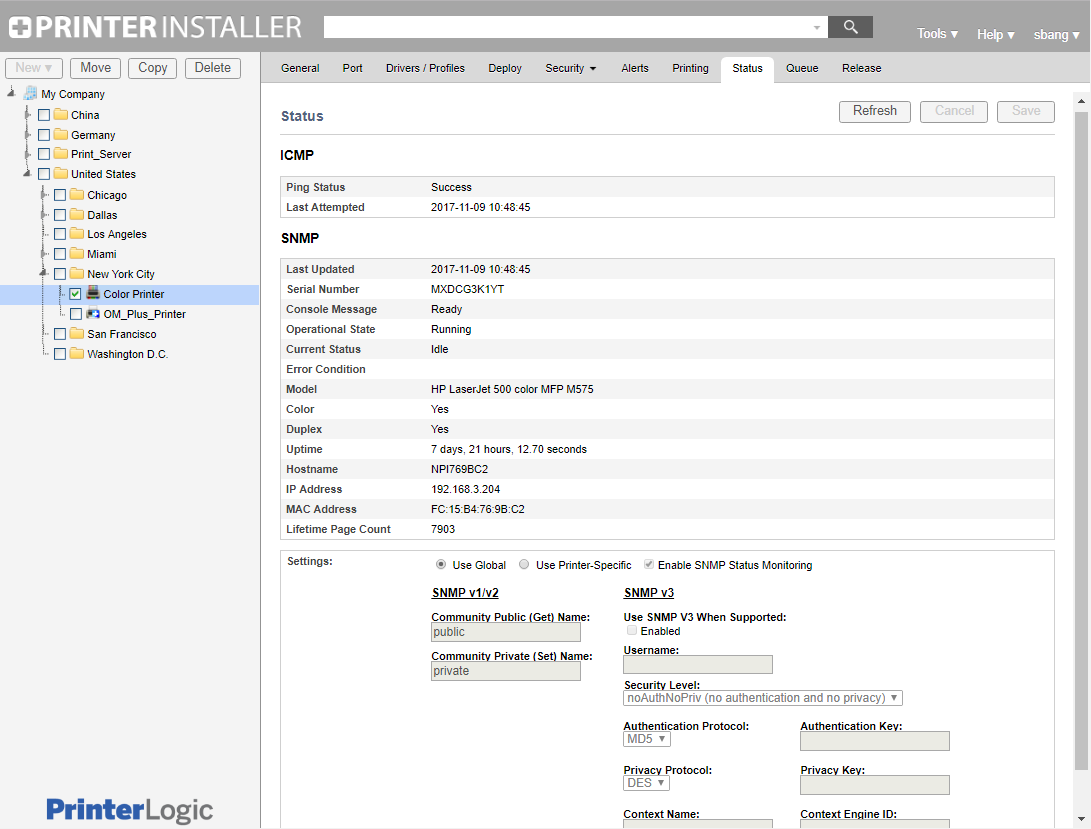 PRINTER INSTALLER
Tools ▾ Help ▾ sbang ▾
New ▾ Move Copy Delete
General Port Drivers / Profiles Deploy Security ▾ Alerts Printing Status Queue Release
My Company
China
Germany
Print_Server
United States
Chicago
Dallas
Los Angeles
Miami
New York City
Color Printer
OM_Plus_Printer
San Francisco
Washington D.C.
PrinterLogic
Status Refresh Cancel Save
ICMP
Ping Status Success
Last Attempted 2017-11-09 10:48:45
SNMP
Last Updated 2017-11-09 10:48:45
Serial Number MXDCG3K1YT
Console Message Ready
Operational State Running
Current Status Idle
Error Condition
Model HP LaserJet 500 color MFP M575
Color Yes
Duplex Yes
Uptime 7 days, 21 hours, 12.70 seconds
Hostname NPI769BC2
IP Address 192.168.3.204
MAC Address FC:15:B4:76:9B:C2
Lifetime Page Count 7903
Settings: Use Global Use Printer-Specific Enable SNMP Status Monitoring
SNMP v1/v2 SNMP v3
Community Public (Get) Name: Use SNMP V3 When Supported:
public Enabled
Community Private (Set) Name: Username:
private
Security Level:
noAuthNoPriv (no authentication and no privacy) ▾
Authentication Protocol: Authentication Key:
MD5 ▾
Privacy Protocol: Privacy Key:
DES ▾
Context Name: Context Engine ID: